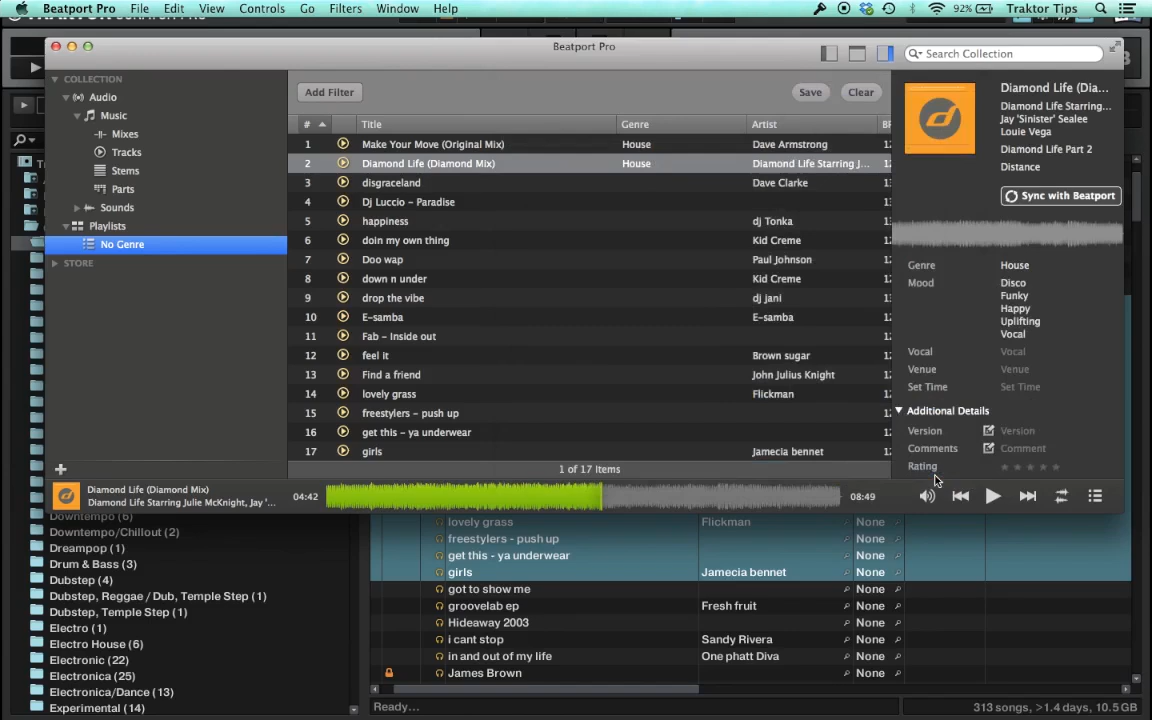 Beatport Pro File Edit View Controls Go Filters Window Help 92% Traktor Tips
Beatport Pro
Search Collection
COLLECTION
Audio
Music
Mixes
Tracks
Stems
Parts
Sounds
Playlists
No Genre
STORE
Add Filter Save Clear
# Title Genre Artist
1 Make Your Move (Original Mix) House Dave Armstrong
2 Diamond Life (Diamond Mix) House Diamond Life Starring J...
3 disgraceland Dave Clarke
4 Dj Luccio - Paradise
5 happiness dj Tonka
6 doin my own thing Kid Creme
7 Doo wap Paul Johnson
8 down n under Kid Creme
9 drop the vibe dj jani
10 E-samba E-samba
11 Fab - Inside out
12 feel it Brown sugar
13 Find a friend John Julius Knight
14 lovely grass Flickman
15 freestylers - push up
16 get this - ya underwear
17 girls Jamecia bennet
1 of 17 Items
Diamond Life (Dia...
Diamond Life Starring...
Jay 'Sinister' Sealee
Louie Vega
Diamond Life Part 2
Distance
Sync with Beatport
Genre House
Mood Disco
Funky
Happy
Uplifting
Vocal
Vocal Vocal
Venue Venue
Set Time Set Time
Additional Details
Version Version
Comments Comment
Rating
Diamond Life (Diamond Mix)
Diamond Life Starring Julie McKnight, Jay '...
04:42 08:49
Downtempo (6)
Downtempo/Chillout (2)
Dreampop (1)
Drum & Bass (3)
Dubstep (4)
Dubstep, Reggae / Dub, Temple Step (1)
Dubstep, Temple Step (1)
Electro (1)
Electro House (6)
Electronic (22)
Electronica (25)
Electronica/Dance (13)
Experimental (14)
lovely grass Flickman None
freestylers - push up None
get this - ya underwear None
girls Jamecia bennet None
got to show me None
groovelab ep Fresh fruit None
Hideaway 2003 None
i cant stop Sandy Rivera None
in and out of my life One phatt Diva None
James Brown None
Ready... 313 songs, >1.4 days, 10.5 GB